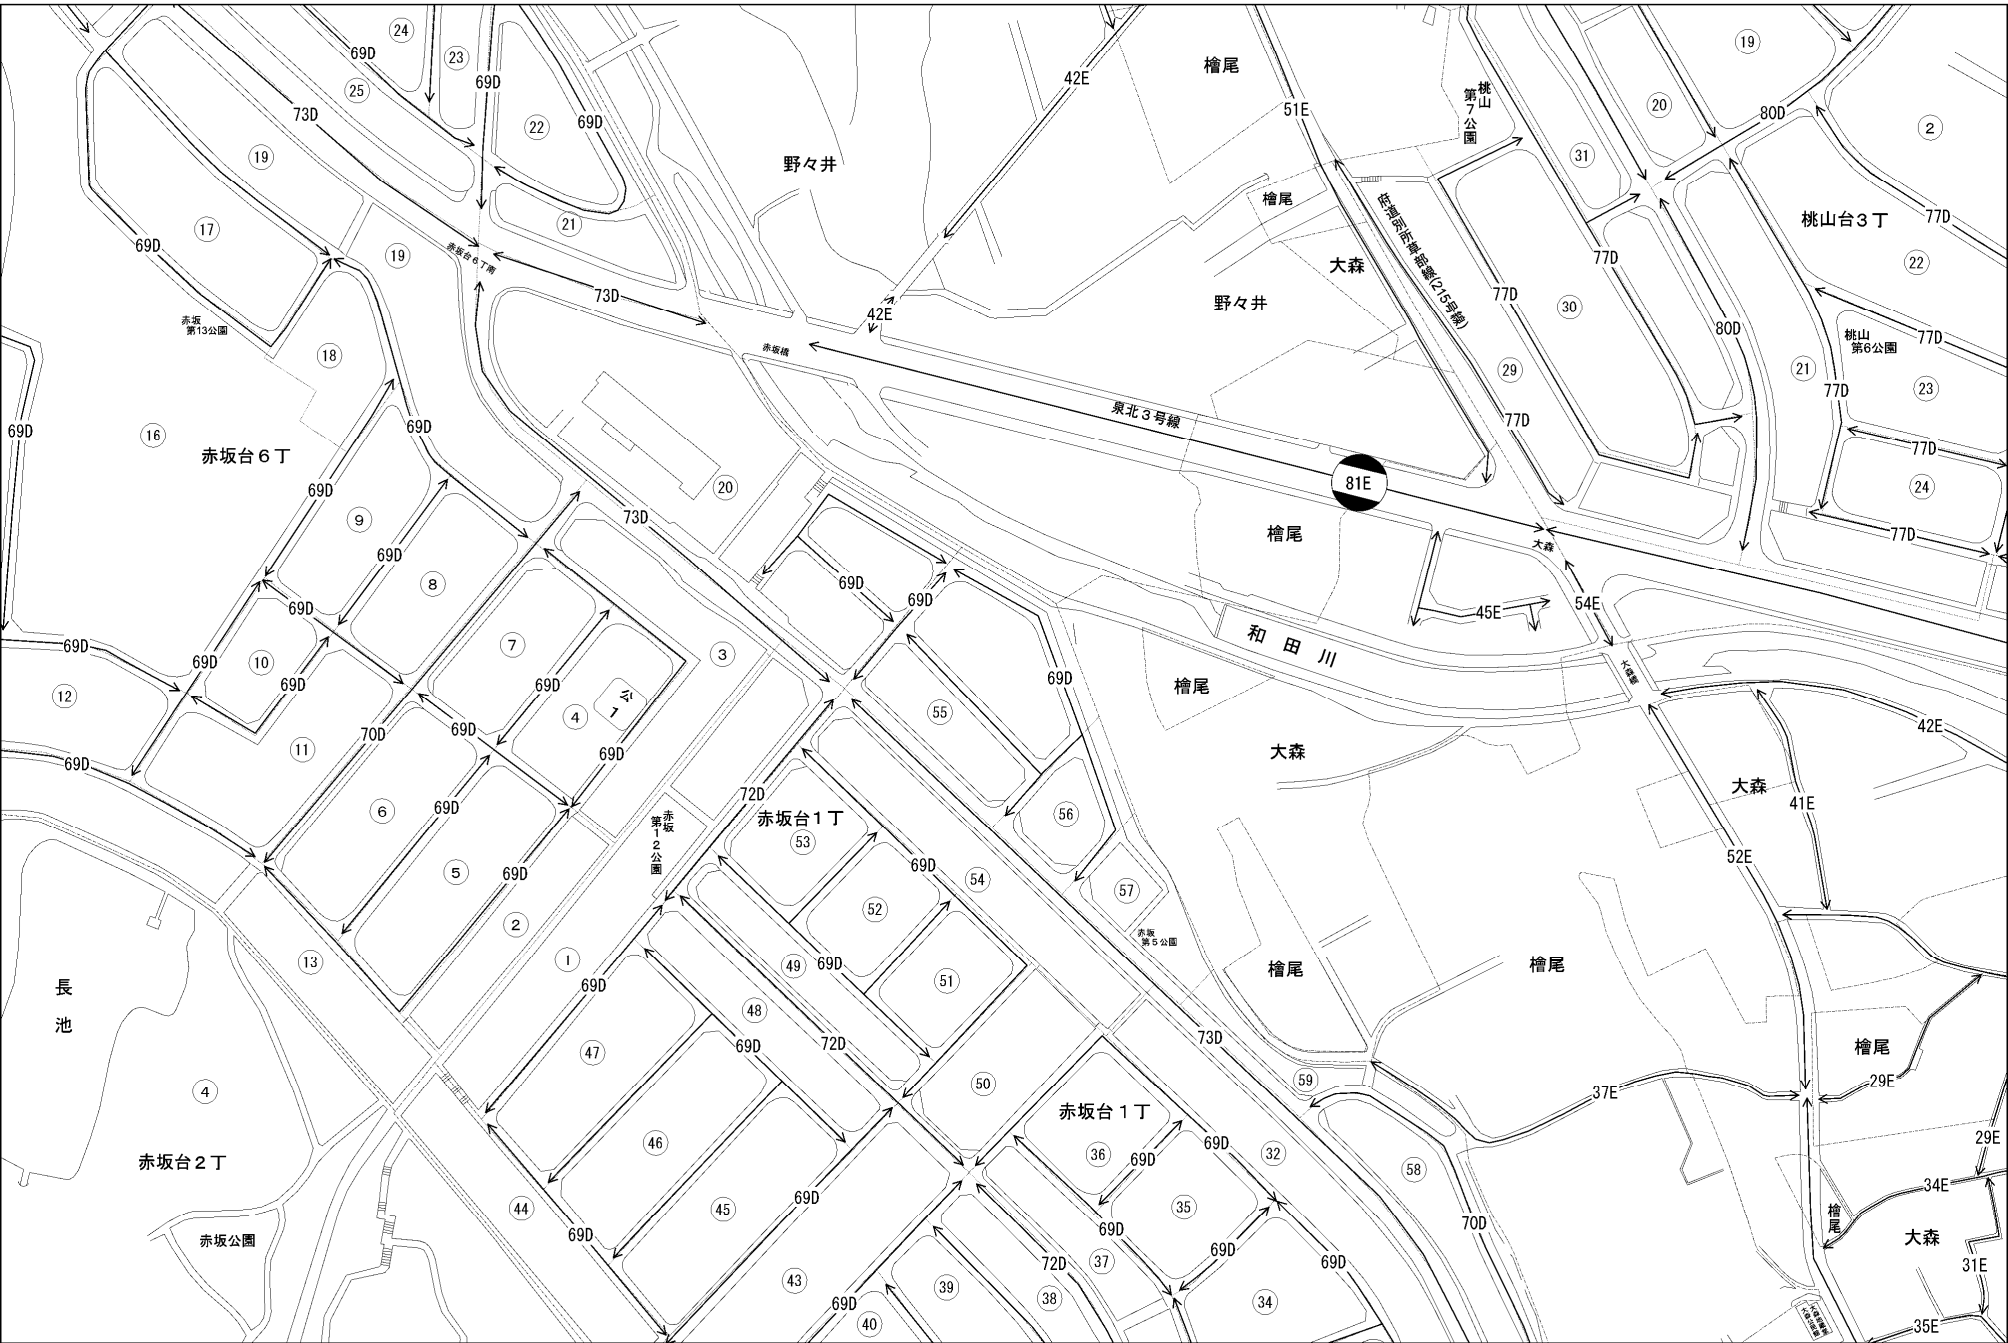 24
23
69D
69D
25
22
73D
69D
42E
檜尾
野々井
51E
桃山
第7公園
19
20
80D
2
31
19
17
69D
21
19
赤坂台6丁南
73D
42E
檜尾
大森
野々井
府道別所草部線(215号線)
77D
77D
30
桃山台3丁
77D
22
80D
77D
桃山
第6公園
21
23
77D
赤坂
第13公園
18
赤坂橋
泉北3号線
29
77D
77D
24
77D
69D
16
赤坂台6丁
69D
69D
9
69D
8
20
73D
81E
檜尾
大森
54E
45E
和田川
大森橋
69D
69D
69D
7
3
69D
69D
12
69D
10
69D
69D
4
公
1
69D
55
69D
檜尾
大森
42E
69D
11
70D
69D
6
69D
5
69D
72D
赤坂台1丁
53
赤坂
第12公園
56
大森
41E
52E
2
52
69D
54
57
赤坂
第5公園
13
1
69D
49
69D
51
檜尾
檜尾
長池
48
72D
73D
47
69D
50
59
檜尾
29E
37E
4
赤坂台2丁
46
赤坂台1丁
36
69D
69D
32
58
29E
34E
赤坂公園
44
45
69D
69D
35
69D
69D
70D
檜尾
大森
43
69D
39
40
72D
37
38
69D
34
31E
35E